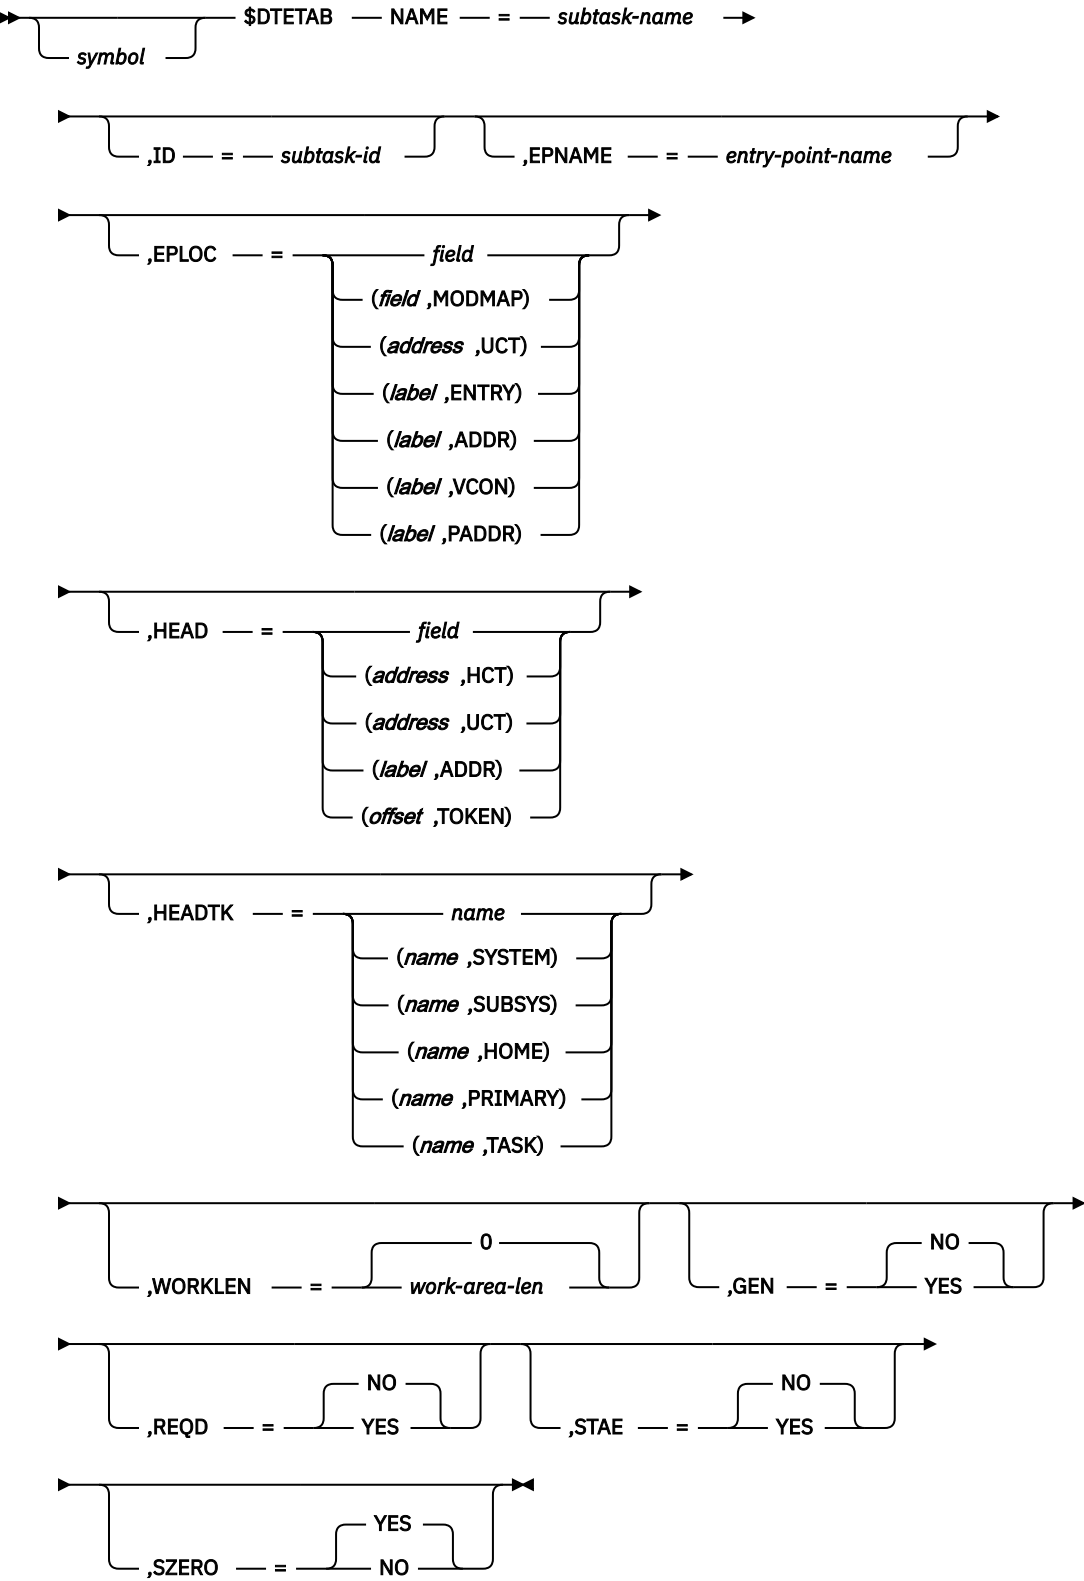 $DTETAB NAME = subtask-name
symbol
,ID = subtask-id ,EPNAME = entry-point-name
,EPLOC = field
(field ,MODMAP)
(address ,UCT)
(label ,ENTRY)
(label ,ADDR)
(label ,VCON)
(label ,PADDR)
,HEAD = field
(address ,HCT)
(address ,UCT)
(label ,ADDR)
(offset ,TOKEN)
,HEADTK = name
(name ,SYSTEM)
(name ,SUBSYS)
(name ,HOME)
(name ,PRIMARY)
(name ,TASK)
0 NO
,WORKLEN = work-area-len ,GEN = YES
NO NO
,REQD = YES ,STAE = YES
YES
,SZERO = NO